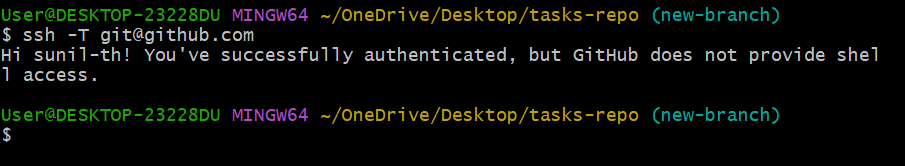 User@DESKTOP-23228DU MINGW64 ~/OneDrive/Desktop/tasks-repo (new-branch)
$ ssh -T git@github.com
Hi sunil-th! You've successfully authenticated, but GitHub does not provide shel
l access.
User@DESKTOP-23228DU MINGW64 ~/OneDrive/Desktop/tasks-repo (new-branch)
$